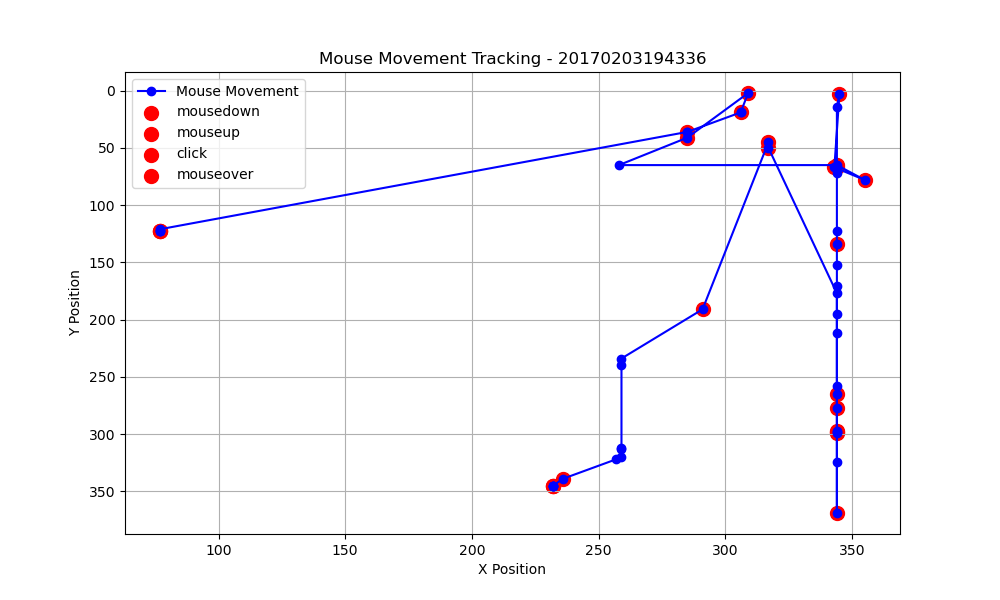 Mouse Movement Tracking - 20170203194336
Mouse Movement
mousedown
mouseup
click
mouseover
0
50
100
150
200
250
300
350
Y Position
100
150
200
250
300
350
X Position